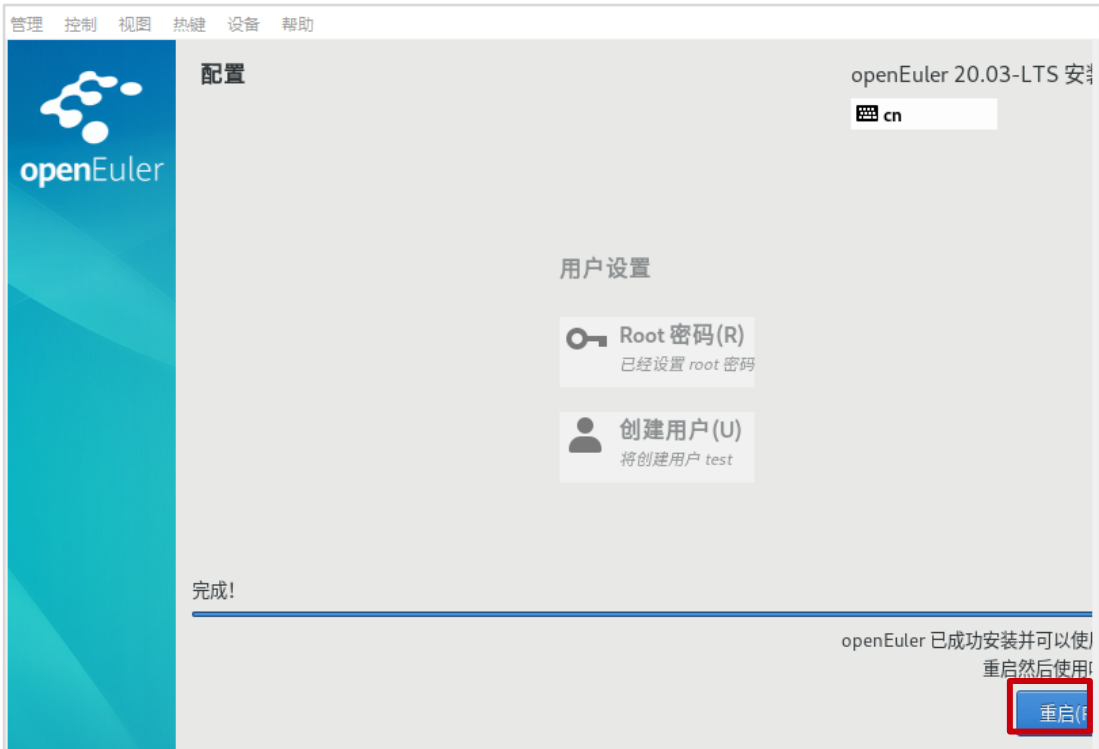 管理 控制 视图 热键 设备 帮助
配置
openEuler 20.03-LTS 安
cn
openEuler
用户设置
Root 密码(R)
已经设置 root 密码
创建用户(U)
将创建用户 test
完成!
openEuler 已成功安装并可以使
重启然后使用
重启(